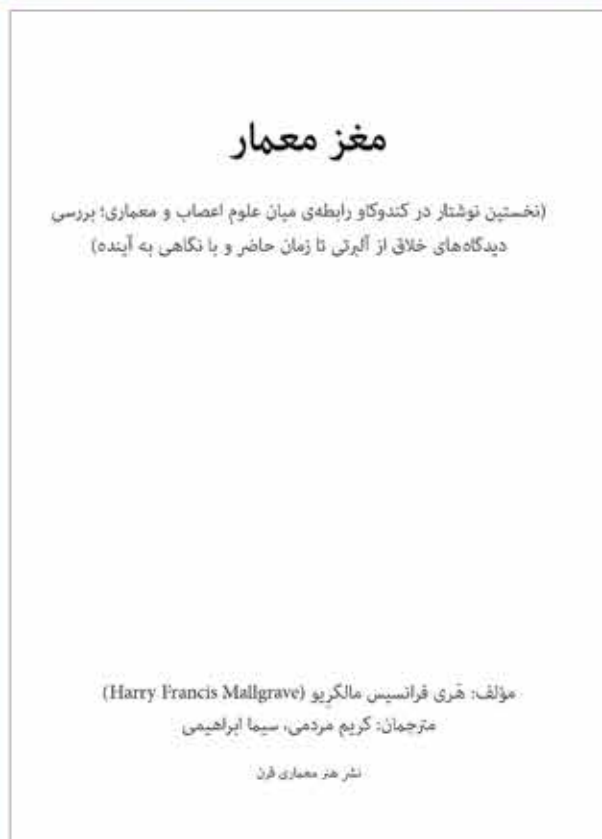 مغز معمار
(نخستین نوشتار در کندوکاو رابطه‌ی میان علوم اعصاب و معماری؛ بررسی
دیدگاه‌های خلاق از آلبرتی تا زمان حاضر و با نگاهی به آینده)
مؤلف: هَری فرانسیس مالگریو (Harry Francis Mallgrave)
مترجمان: کریم مردمی، سیما ابراهیمی
نشر هنر معماری قرن